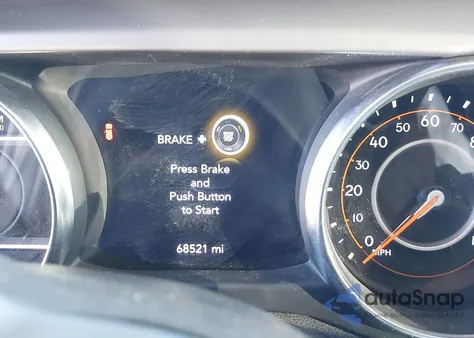 BRAKE +
Press Brake
and
Push Button
to Start
68521 mi
0
10
20
30
40
50
60
70
80
MPH
autoSnap